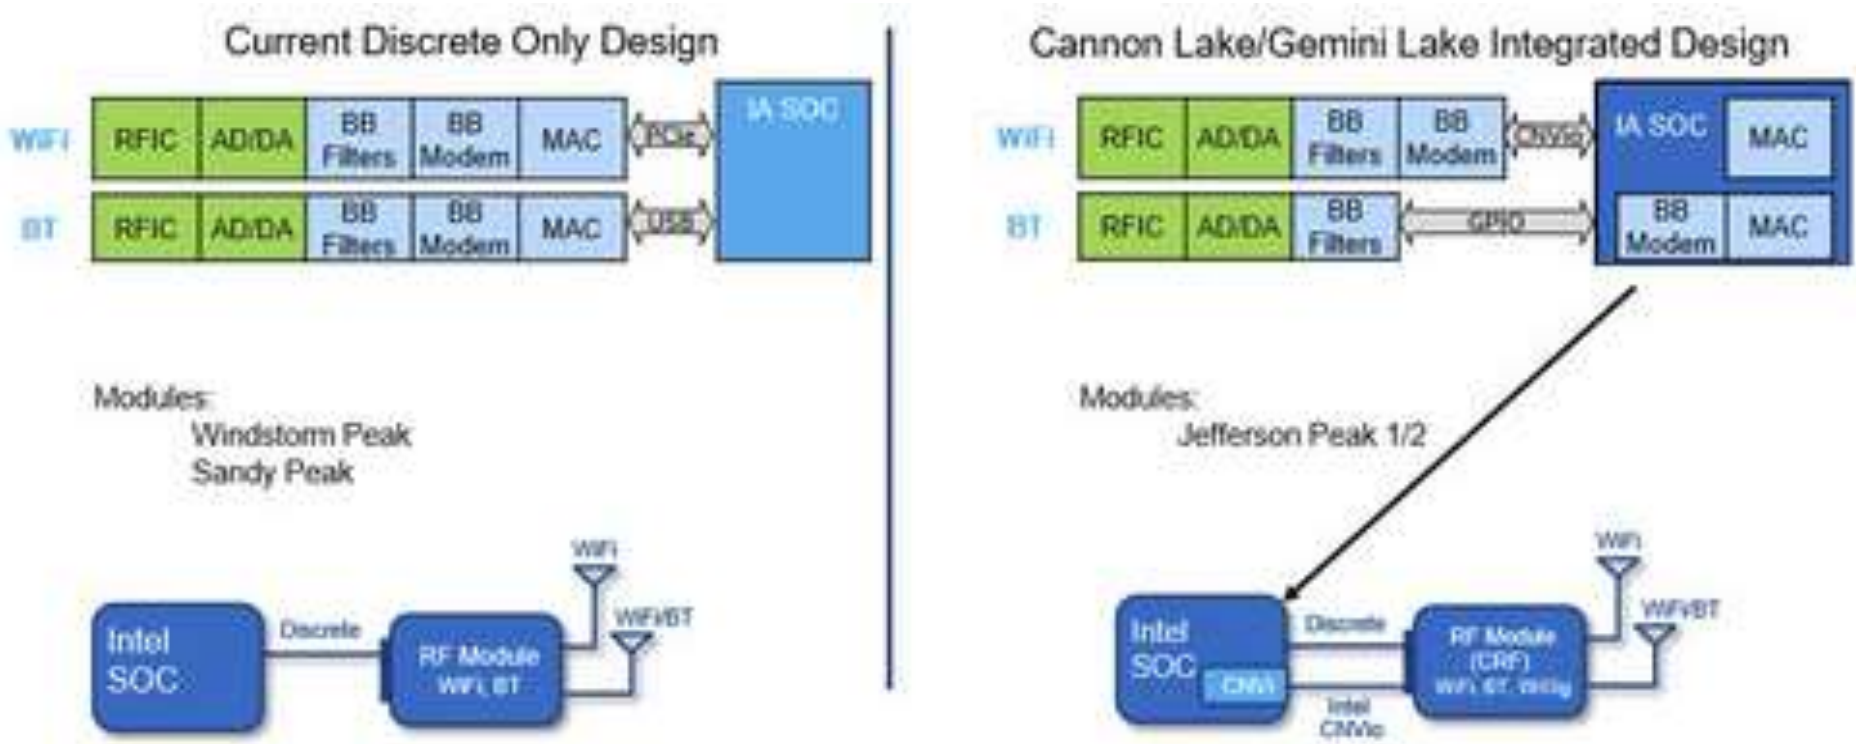 Current Discrete Only Design
WiFi
RFIC
AD/DA
BB
Filters
BB
Modem
MAC
PCIe
IA SOC
BT
RFIC
AD/DA
BB
Filters
BB
Modem
MAC
USB
Modules:
Windstorm Peak
Sandy Peak
Intel
SOC
Discrete
RF Module
WiFi, BT
WiFi
WiFi/BT
Cannon Lake/Gemini Lake Integrated Design
WiFi
RFIC
AD/DA
BB
Filters
BB
Modem
CNVio
IA SOC
MAC
BT
RFIC
AD/DA
BB
Filters
GPIO
BB
Modem
MAC
Modules:
Jefferson Peak 1/2
Intel
SOC
CNVi
Discrete
Intel
CNVio
RF Module
(CRF)
WiFi, BT,
WiFi
WiFi/BT